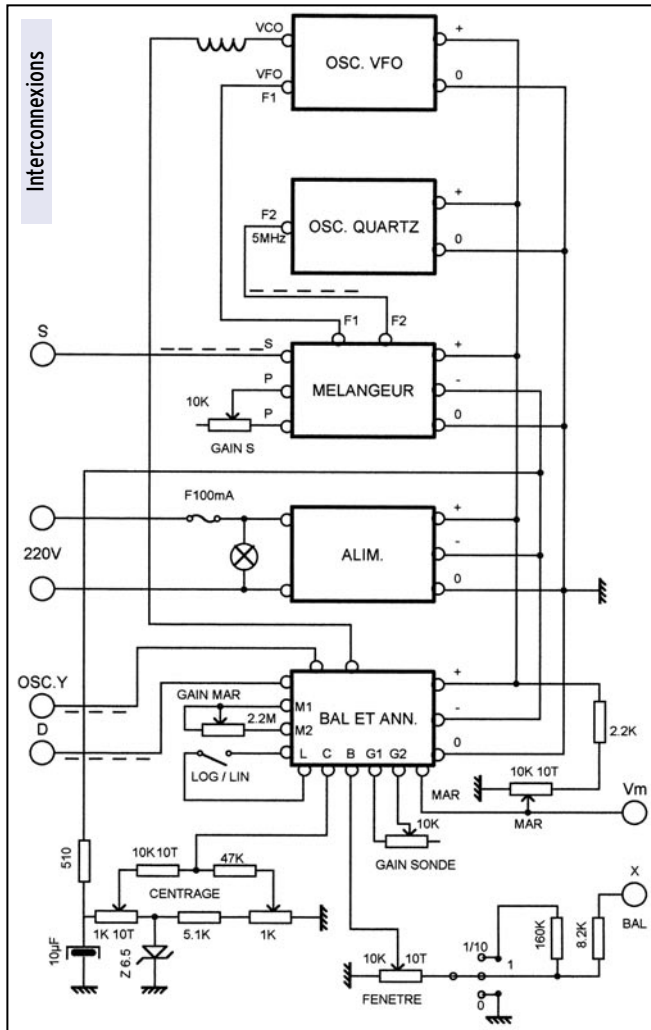 Interconnexions
VCO
OSC. VFO
+
VFO
F1
0
F2
5MHz
OSC. QUARTZ
+
0
F1
F2
S
S
MELANGEUR
+
P
-
10K
P
0
GAIN S
F100mA
220V
ALIM.
+
-
0
OSC.Y
D
GAIN MAR
M1
BAL ET ANN.
+
2.2M
M2
-
LOG / LIN
L C B G1 G2
0
2.2K
MAR
10K 10T
MAR
Vm
10K
GAIN SONDE
510
10K 10T
47K
CENTRAGE
1K 10T
5.1K
1K
10µF
Z 6.5
X
BAL
160K
8.2K
1/10
1
0
10K
10T
FENETRE